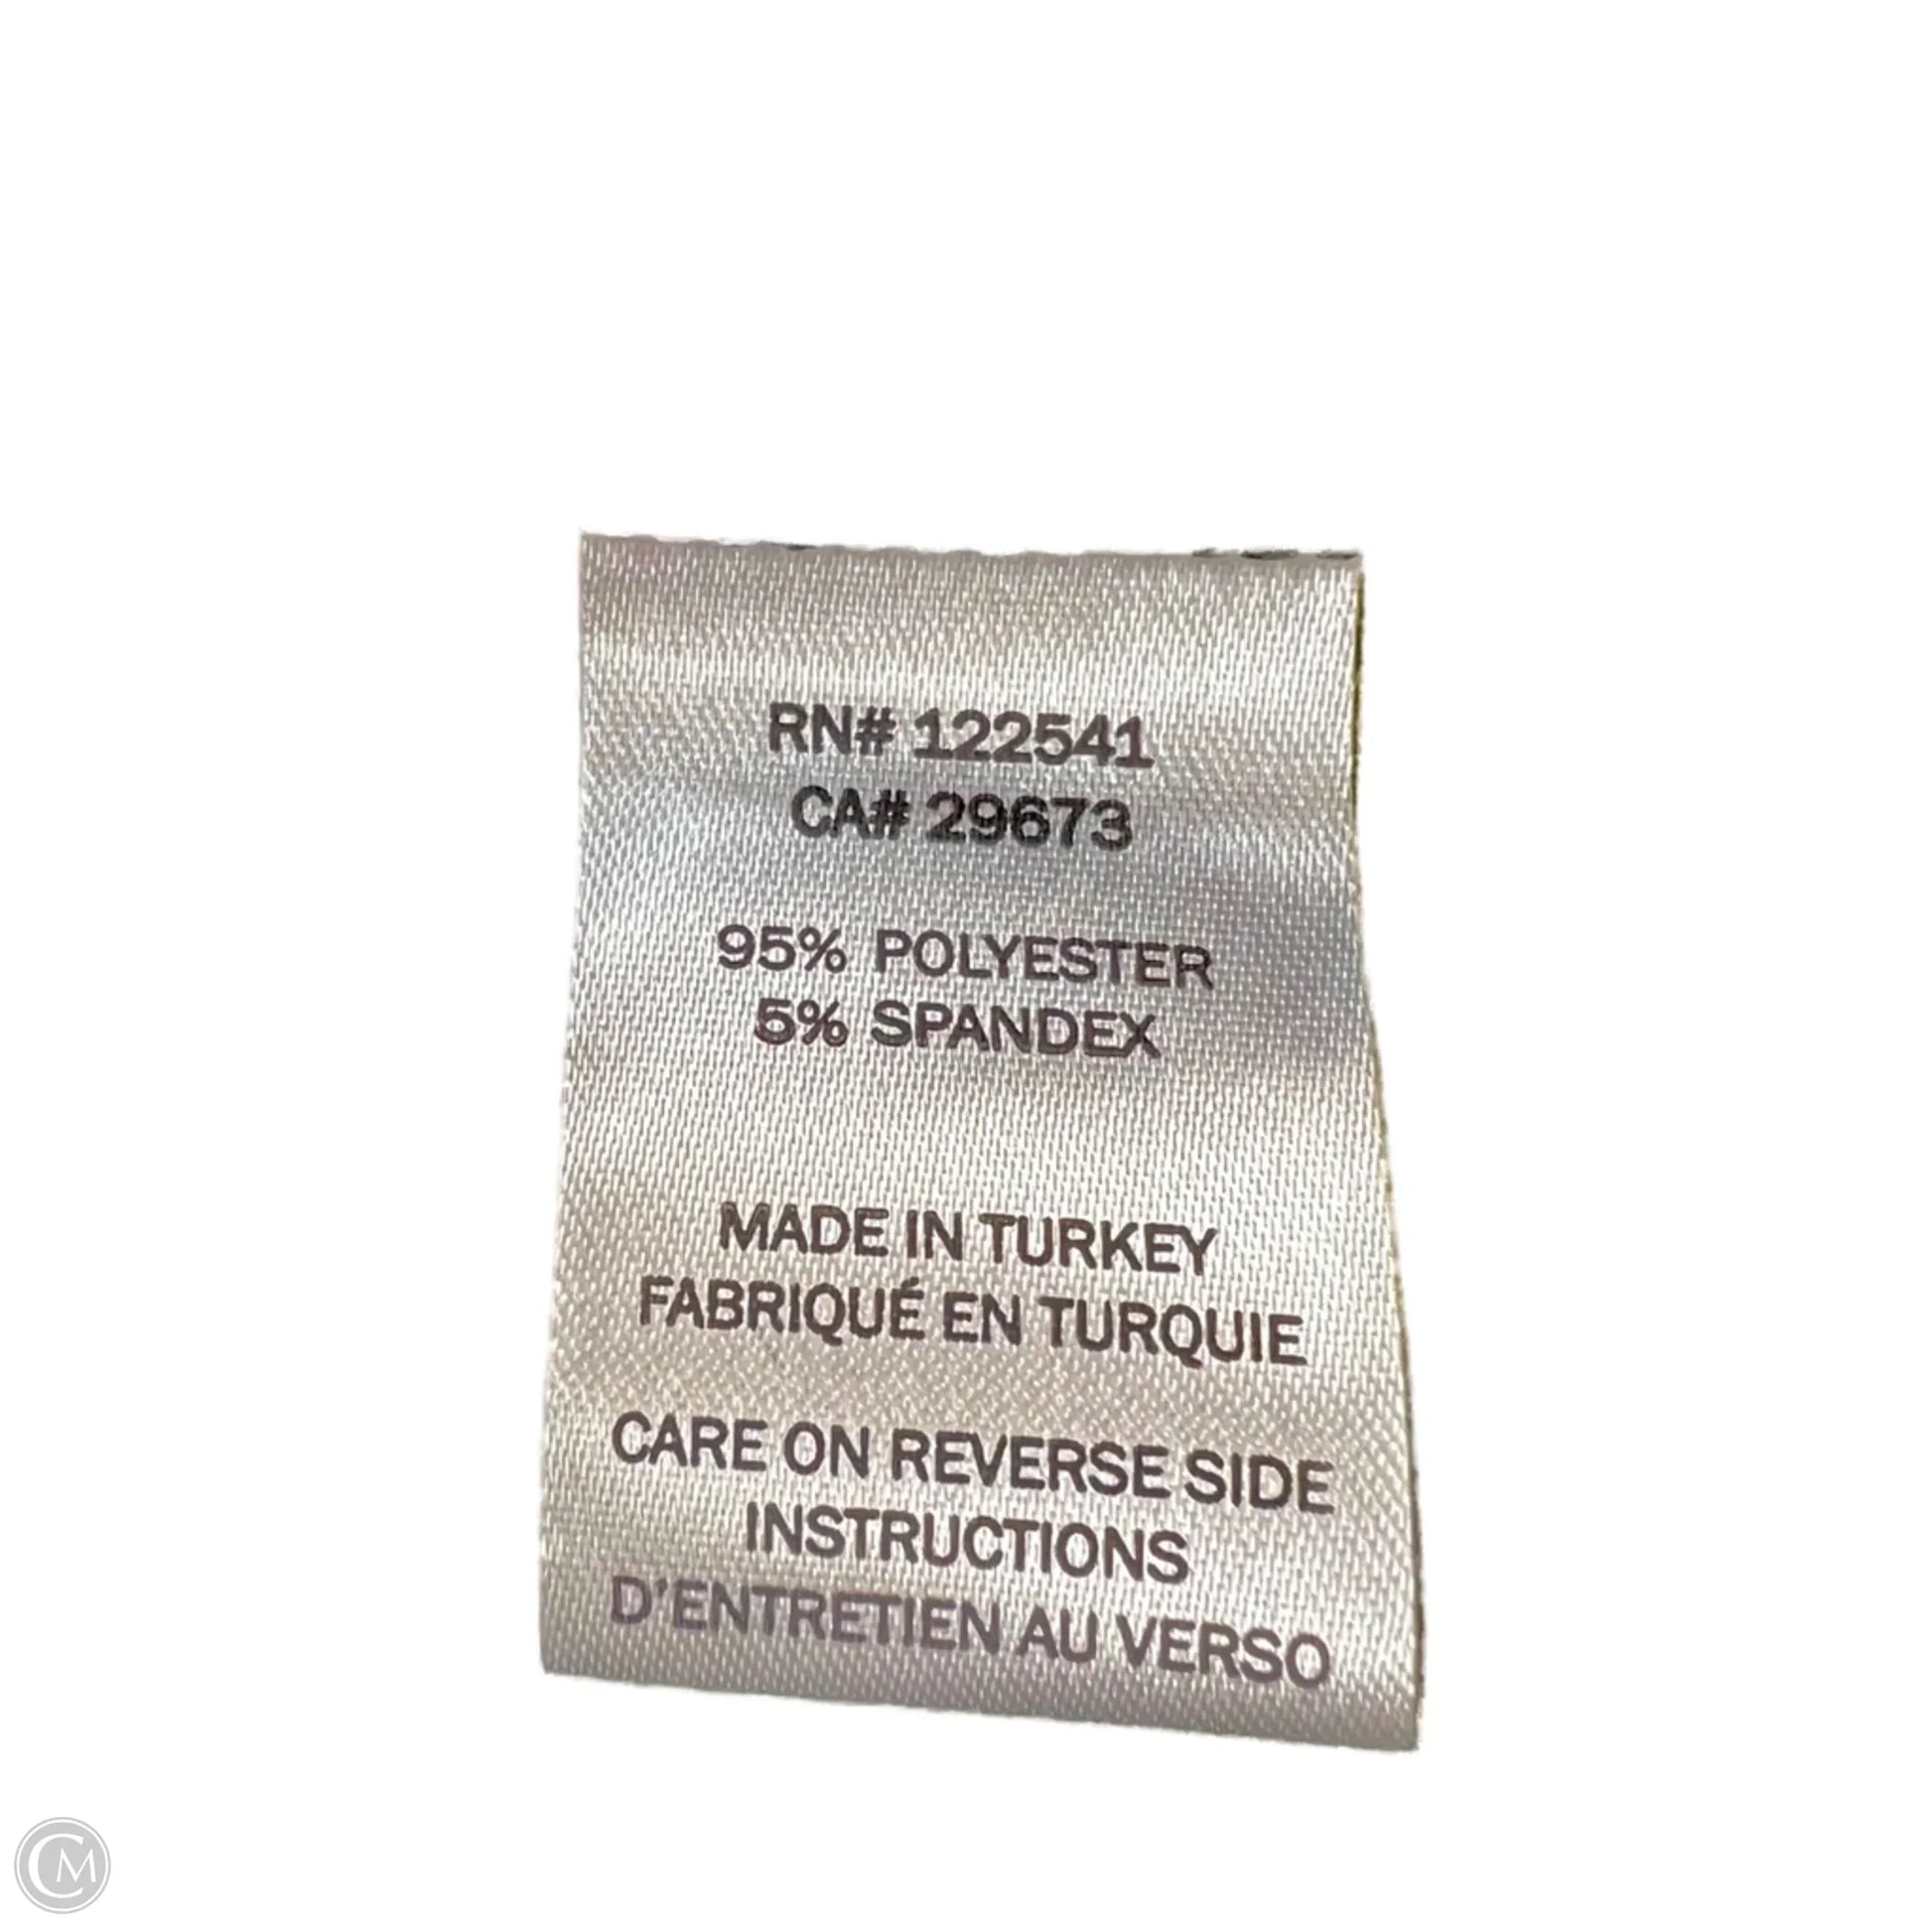 RN# 122541
CA# 29673
95% POLYESTER
5% SPANDEX
MADE IN TURKEY
FABRIQUÉ EN TURQUIE
CARE ON REVERSE SIDE
INSTRUCTIONS
D'ENTRETIEN AU VERSO
CM